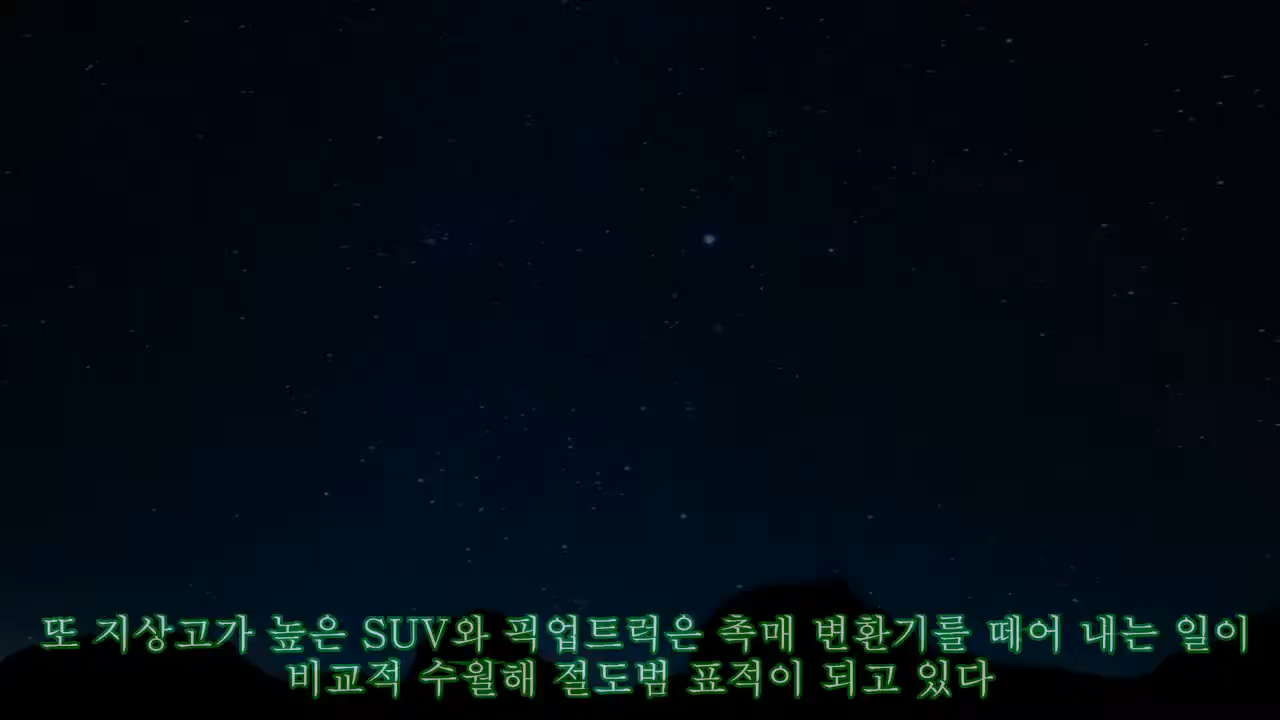 또 지상고가 높은 SUV와 픽업트럭은 촉매 변환기를 떼어 내는 일이
비교적 수월해 절도범 표적이 되고 있다